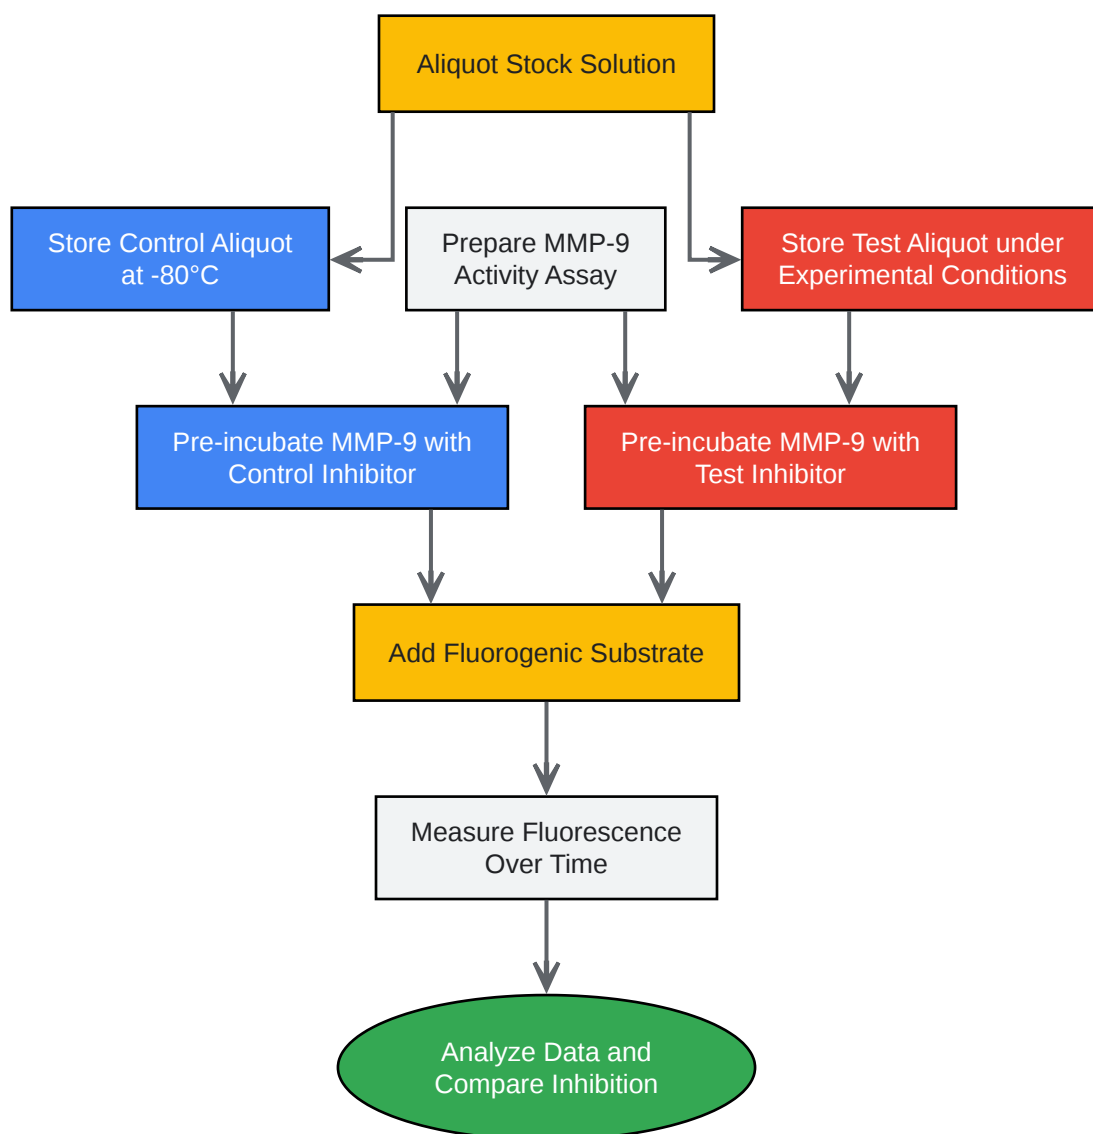 Aliquot Stock Solution
Store Control Aliquot
at -80°C
Prepare MMP-9
Activity Assay
Store Test Aliquot under
Experimental Conditions
Pre-incubate MMP-9 with
Control Inhibitor
Pre-incubate MMP-9 with
Test Inhibitor
Add Fluorogenic Substrate
Measure Fluorescence
Over Time
Analyze Data and
Compare Inhibition